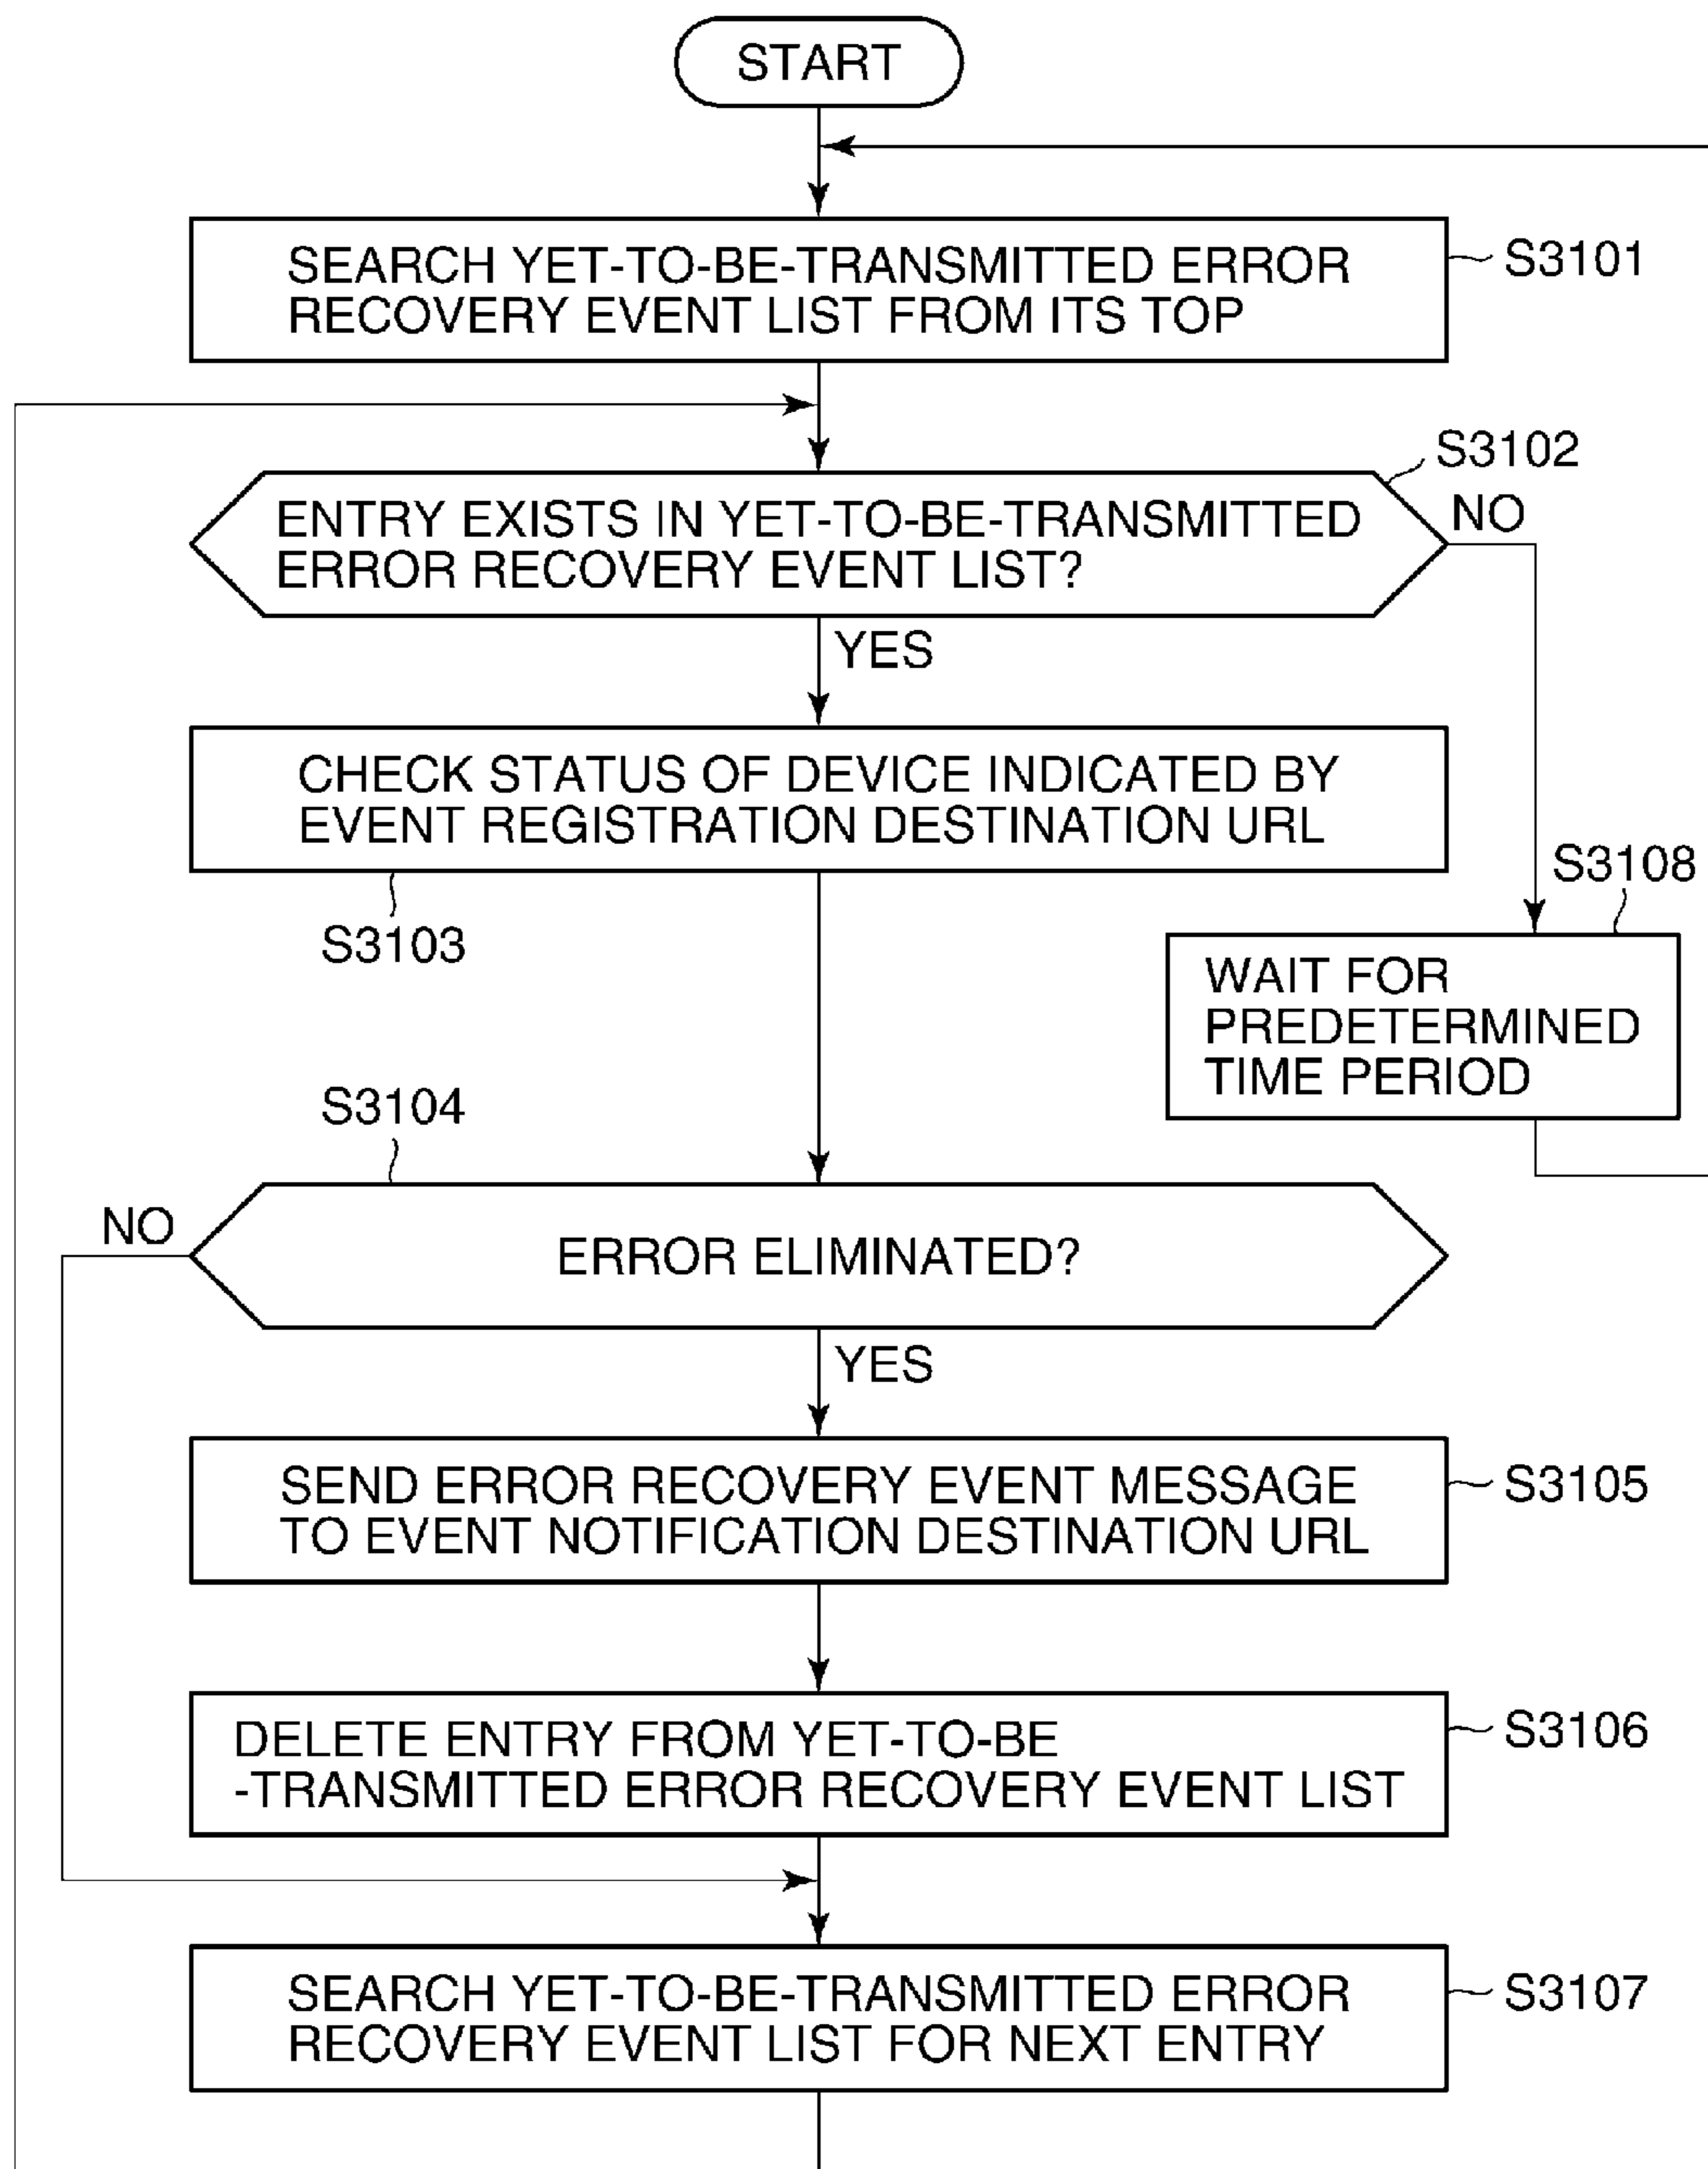 START
SEARCH YET-TO-BE-TRANSMITTED ERROR
RECOVERY EVENT LIST FROM ITS TOP
S3101
S3102
ENTRY EXISTS IN YET-TO-BE-TRANSMITTED
ERROR RECOVERY EVENT LIST?
NO
YES
CHECK STATUS OF DEVICE INDICATED BY
EVENT REGISTRATION DESTINATION URL
S3103
S3108
WAIT FOR
PREDETERMINED
TIME PERIOD
S3104
NO
ERROR ELIMINATED?
YES
SEND ERROR RECOVERY EVENT MESSAGE
TO EVENT NOTIFICATION DESTINATION URL
S3105
DELETE ENTRY FROM YET-TO-BE
-TRANSMITTED ERROR RECOVERY EVENT LIST
S3106
SEARCH YET-TO-BE-TRANSMITTED ERROR
RECOVERY EVENT LIST FOR NEXT ENTRY
S3107